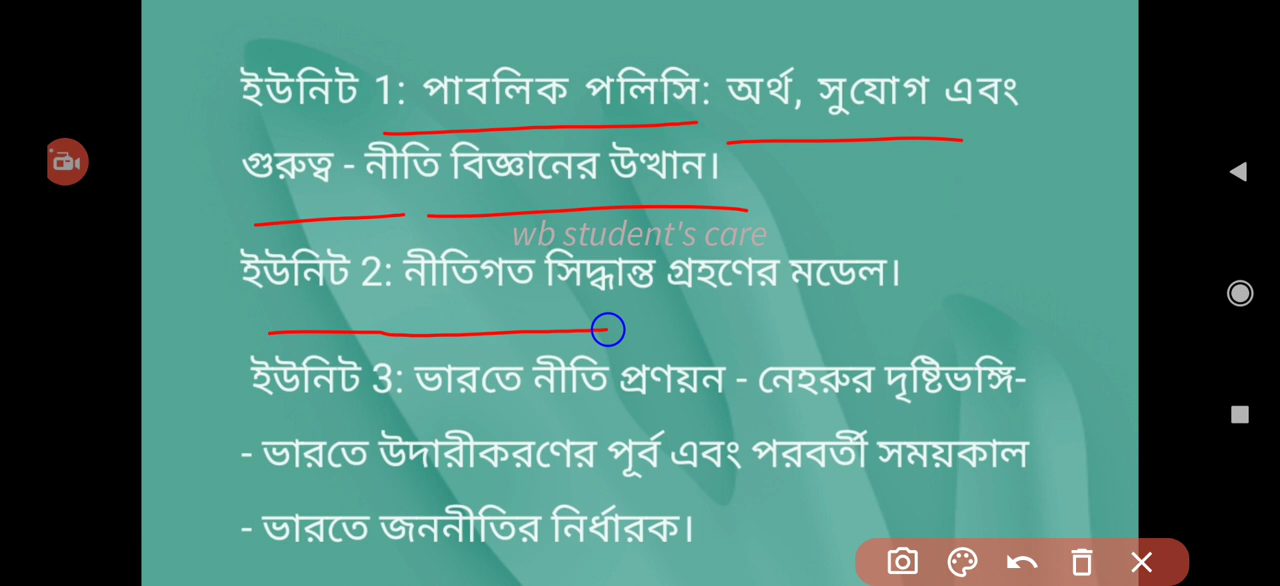 ইউনিট 1: পাবলিক পলিসি: অর্থ, সুযোগ এবং
গুরুত্ব - নীতি বিজ্ঞানের উত্থান।
wb student's care
ইউনিট 2: নীতিগত সিদ্ধান্ত গ্রহণের মডেল।
ইউনিট 3: ভারতে নীতি প্রণয়ন - নেহরুর দৃষ্টিভঙ্গি-
- ভারতে উদারীকরণের পূর্ব এবং পরবর্তী সময়কাল
- ভারতে জননীতির নির্ধারক।